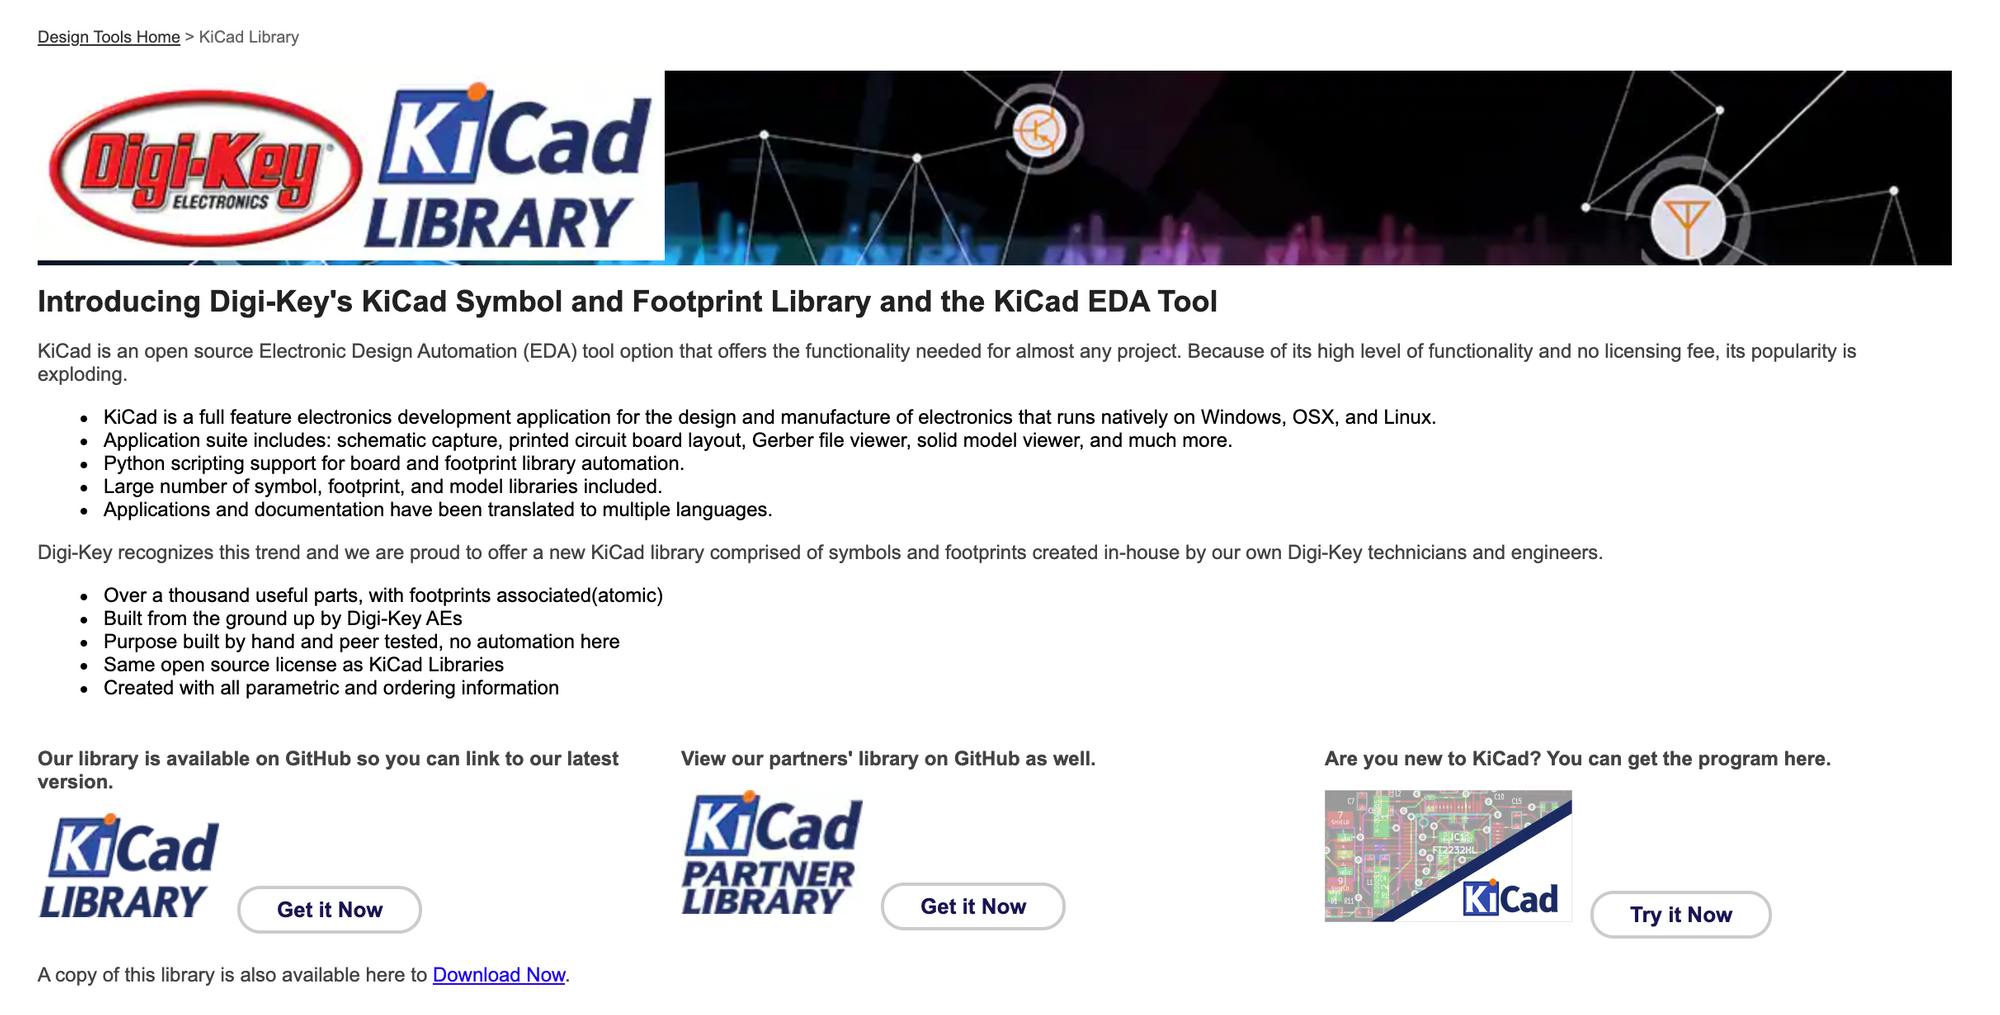 Design Tools Home > KiCad Library
Digi-Key®
ELECTRONICS
KiCad
LIBRARY
Introducing Digi-Key's KiCad Symbol and Footprint Library and the KiCad EDA Tool
KiCad is an open source Electronic Design Automation (EDA) tool option that offers the functionality needed for almost any project. Because of its high level of functionality and no licensing fee, its popularity is
exploding.
• KiCad is a full feature electronics development application for the design and manufacture of electronics that runs natively on Windows, OSX, and Linux.
• Application suite includes: schematic capture, printed circuit board layout, Gerber file viewer, solid model viewer, and much more.
• Python scripting support for board and footprint library automation.
• Large number of symbol, footprint, and model libraries included.
• Applications and documentation have been translated to multiple languages.
Digi-Key recognizes this trend and we are proud to offer a new KiCad library comprised of symbols and footprints created in-house by our own Digi-Key technicians and engineers.
• Over a thousand useful parts, with footprints associated(atomic)
• Built from the ground up by Digi-Key AEs
• Purpose built by hand and peer tested, no automation here
• Same open source license as KiCad Libraries
• Created with all parametric and ordering information
Our library is available on GitHub so you can link to our latest
version.
KiCad
LIBRARY
Get it Now
View our partners' library on GitHub as well.
KiCad
PARTNER
LIBRARY
Get it Now
Are you new to KiCad? You can get the program here.
C7
L2
C10
C15
7
SHIELD
IC1
FT2232HL
9
SHIELD
L1
R11
KiCad
Try it Now
A copy of this library is also available here to Download Now.